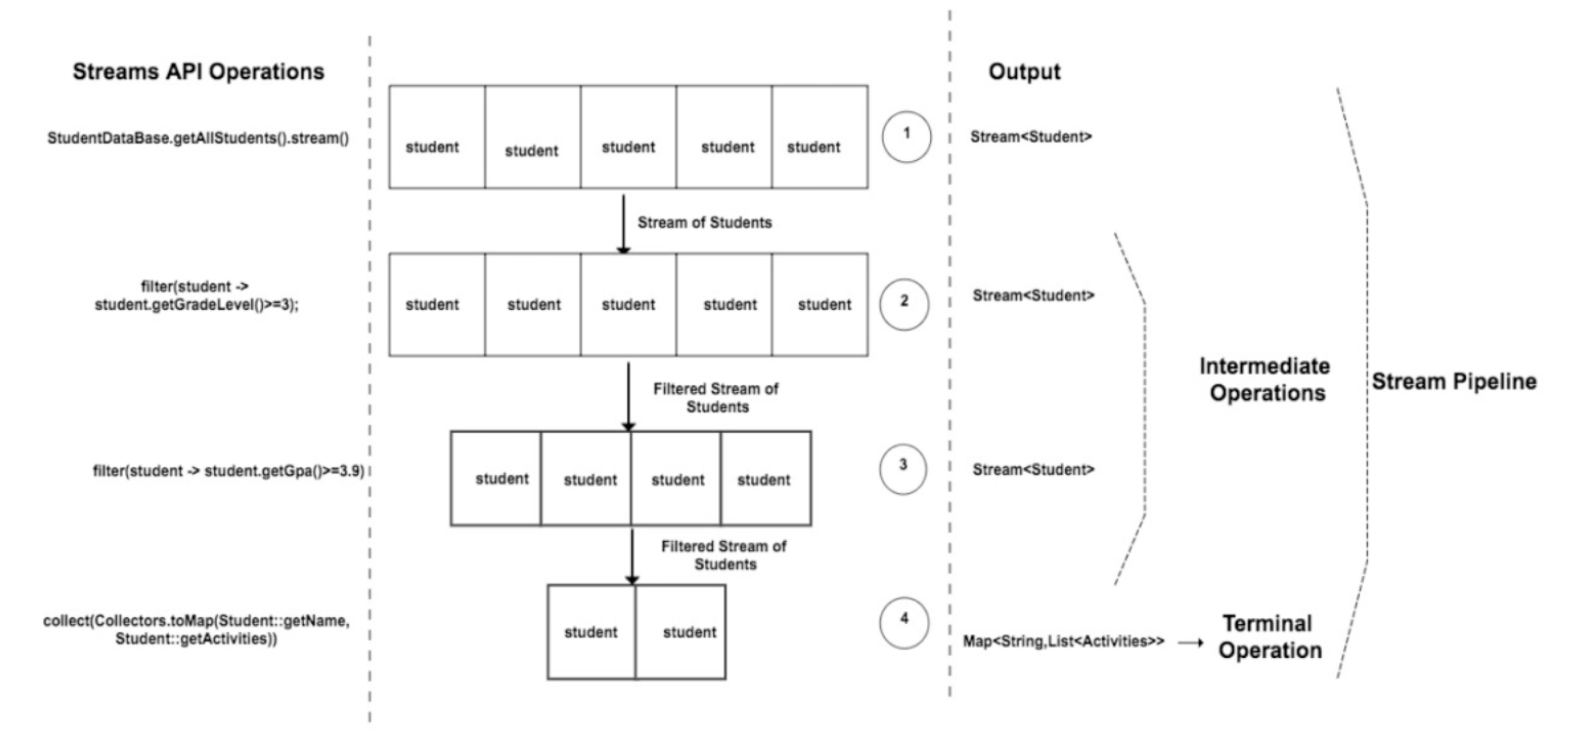 Streams API Operations
Output
StudentDataBase.getAllStudents().stream()
student
student
student
student
student
1
Stream<Student>
Stream of Students
filter(student ->
student.getGradeLevel()>=3);
student
student
student
student
student
2
Stream<Student>
Intermediate
Operations
Stream Pipeline
Filtered Stream of
Students
filter(student -> student.getGpa()>=3.9)
student
student
student
student
3
Stream<Student>
Filtered Stream of
Students
collect(Collectors.toMap(Student::getName,
Student::getActivities))
student
student
4
Map<String,List<Activities>>
Terminal
Operation